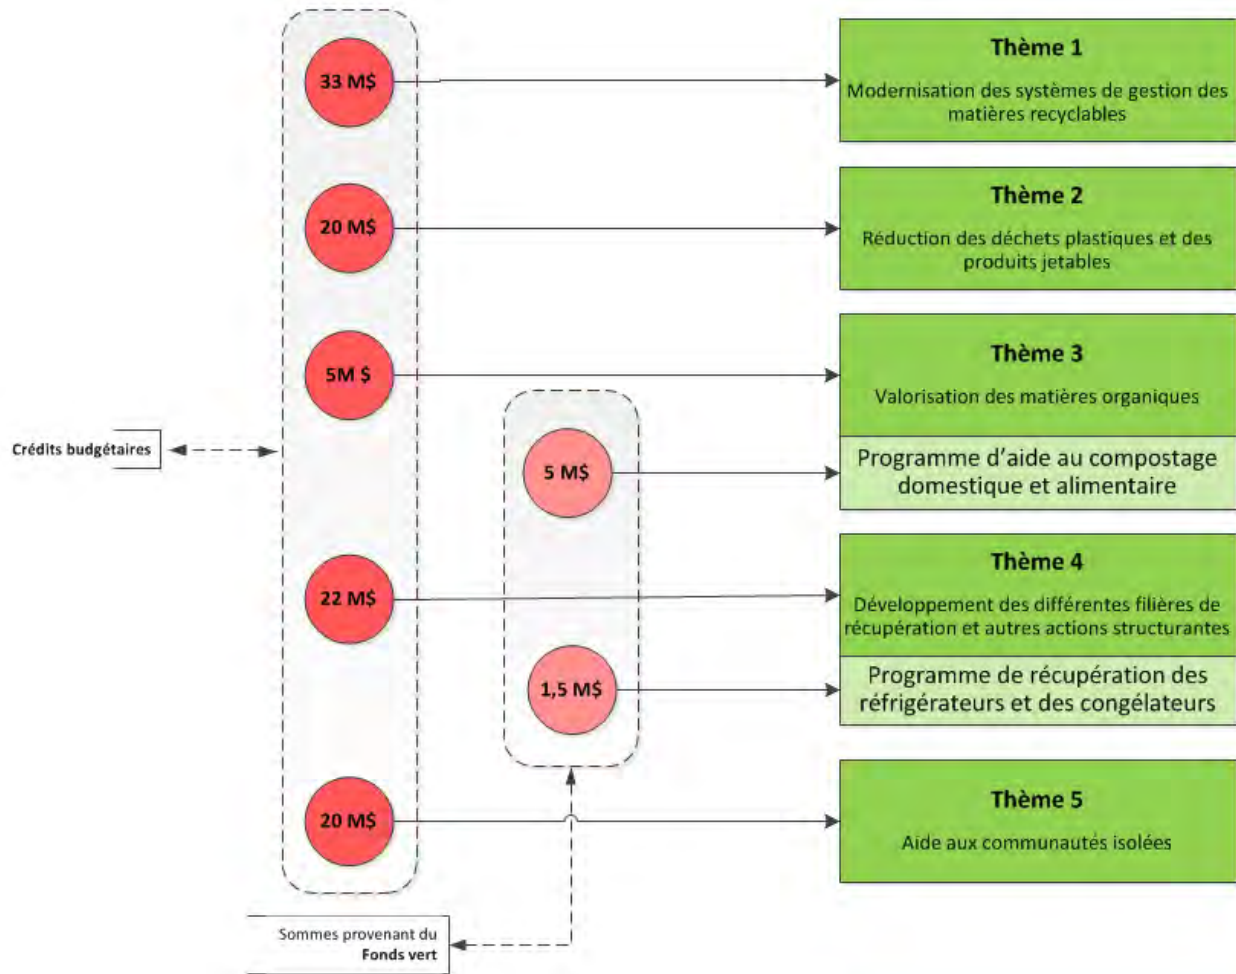 33 M$
Thème 1
Modernisation des systèmes de gestion des
matières recyclables
20 M$
Thème 2
Réduction des déchets plastiques et des
produits jetables
5M $
Thème 3
Valorisation des matières organiques
Crédits budgétaires
5 M$
Programme d'aide au compostage
domestique et alimentaire
22 M$
Thème 4
Développement des différentes filières de
récupération et autres actions structurantes
1,5 M$
Programme de récupération des
réfrigérateurs et des congélateurs
20 M$
Thème 5
Aide aux communautés isolées
Sommes provenant du
Fonds vert